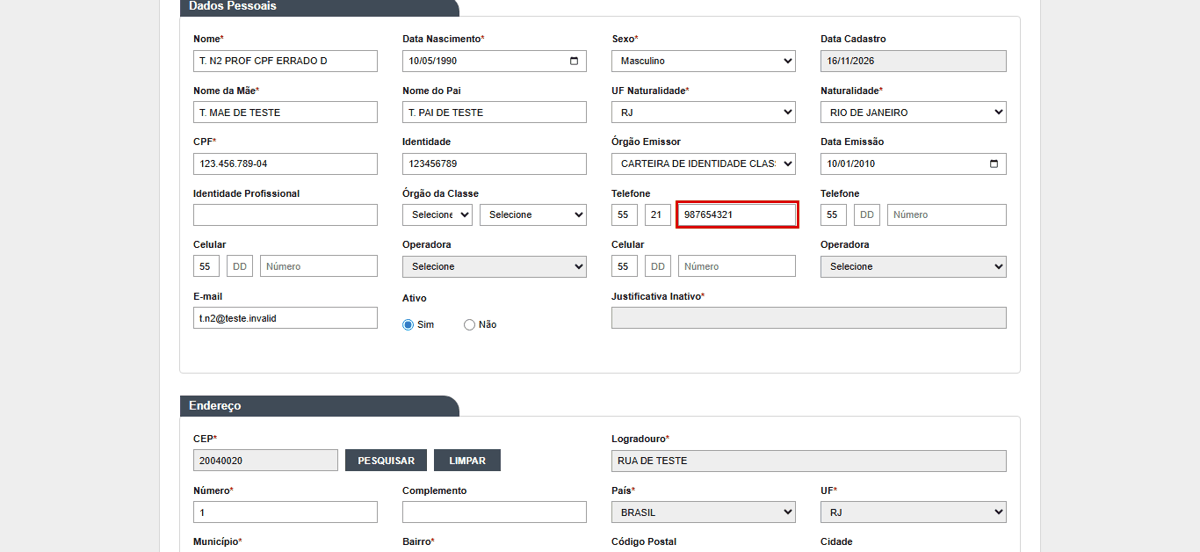 Dados Pessoais
Nome* Data Nascimento* Sexo* Data Cadastro
T. N2 PROF CPF ERRADO D 10/05/1990 Masculino 16/11/2026
Nome da Mãe* Nome do Pai UF Naturalidade* Naturalidade*
T. MAE DE TESTE T. PAI DE TESTE RJ RIO DE JANEIRO
CPF* Identidade Órgão Emissor Data Emissão
123.456.789-04 123456789 CARTEIRA DE IDENTIDADE CLAS 10/01/2010
Identidade Profissional Órgão da Classe Telefone Telefone
Selecione Selecione 55 21 987654321 55 DD Número
Celular Operadora Celular Operadora
55 DD Número Selecione 55 DD Número Selecione
E-mail Ativo Justificativa Inativo*
t.n2@teste.invalid Sim Não
Endereço
CEP* Logradouro*
20040020 PESQUISAR LIMPAR RUA DE TESTE
Número* Complemento País* UF*
1 BRASIL RJ
Município* Bairro* Código Postal Cidade